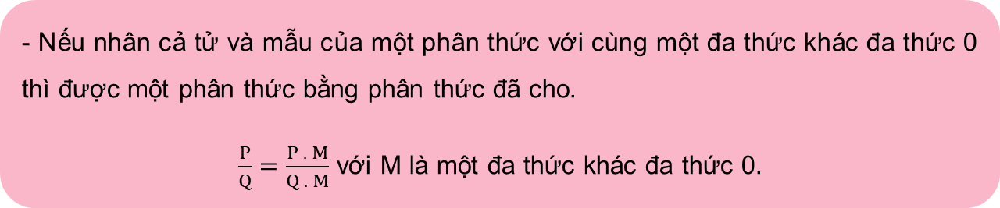 - Nếu nhân cả tử và mẫu của một phân thức với cùng một đa thức khác đa thức 0
thì được một phân thức bằng phân thức đã cho.
P/Q = P . M/Q . M với M là một đa thức khác đa thức 0.